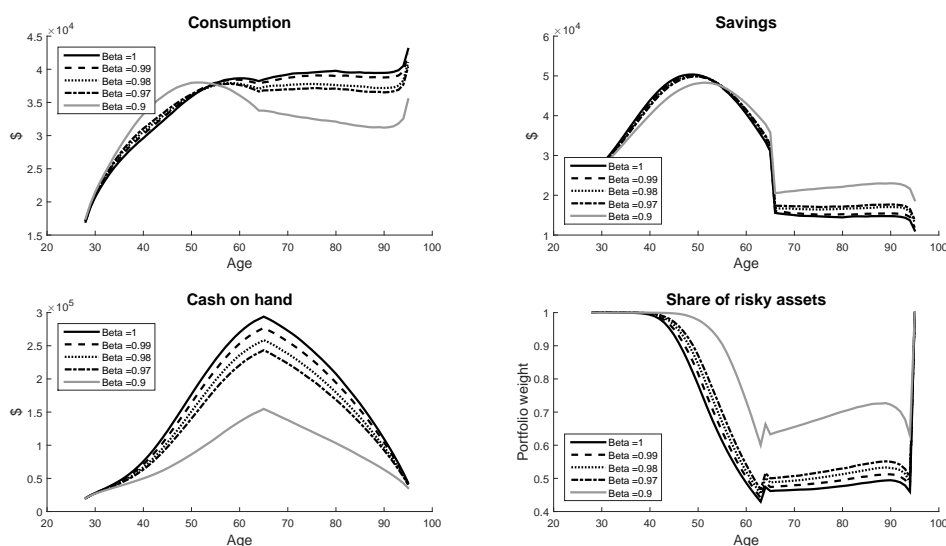 Consumption
×10⁴
4.5
4
3.5
3
2.5
2
1.5
$
20 30 40 50 60 70 80 90 100
Age
Beta =1
Beta =0.99
Beta =0.98
Beta =0.97
Beta =0.9
Savings
×10⁴
6
5
4
3
2
1
$
20 30 40 50 60 70 80 90 100
Age
Beta =1
Beta =0.99
Beta =0.98
Beta =0.97
Beta =0.9
Cash on hand
×10⁵
3
2.5
2
1.5
1
0.5
0
$
20 30 40 50 60 70 80 90 100
Age
Beta =1
Beta =0.99
Beta =0.98
Beta =0.97
Beta =0.9
Share of risky assets
1
0.9
0.8
0.7
0.6
0.5
0.4
Portfolio weight
20 30 40 50 60 70 80 90 100
Age
Beta =1
Beta =0.99
Beta =0.98
Beta =0.97
Beta =0.9